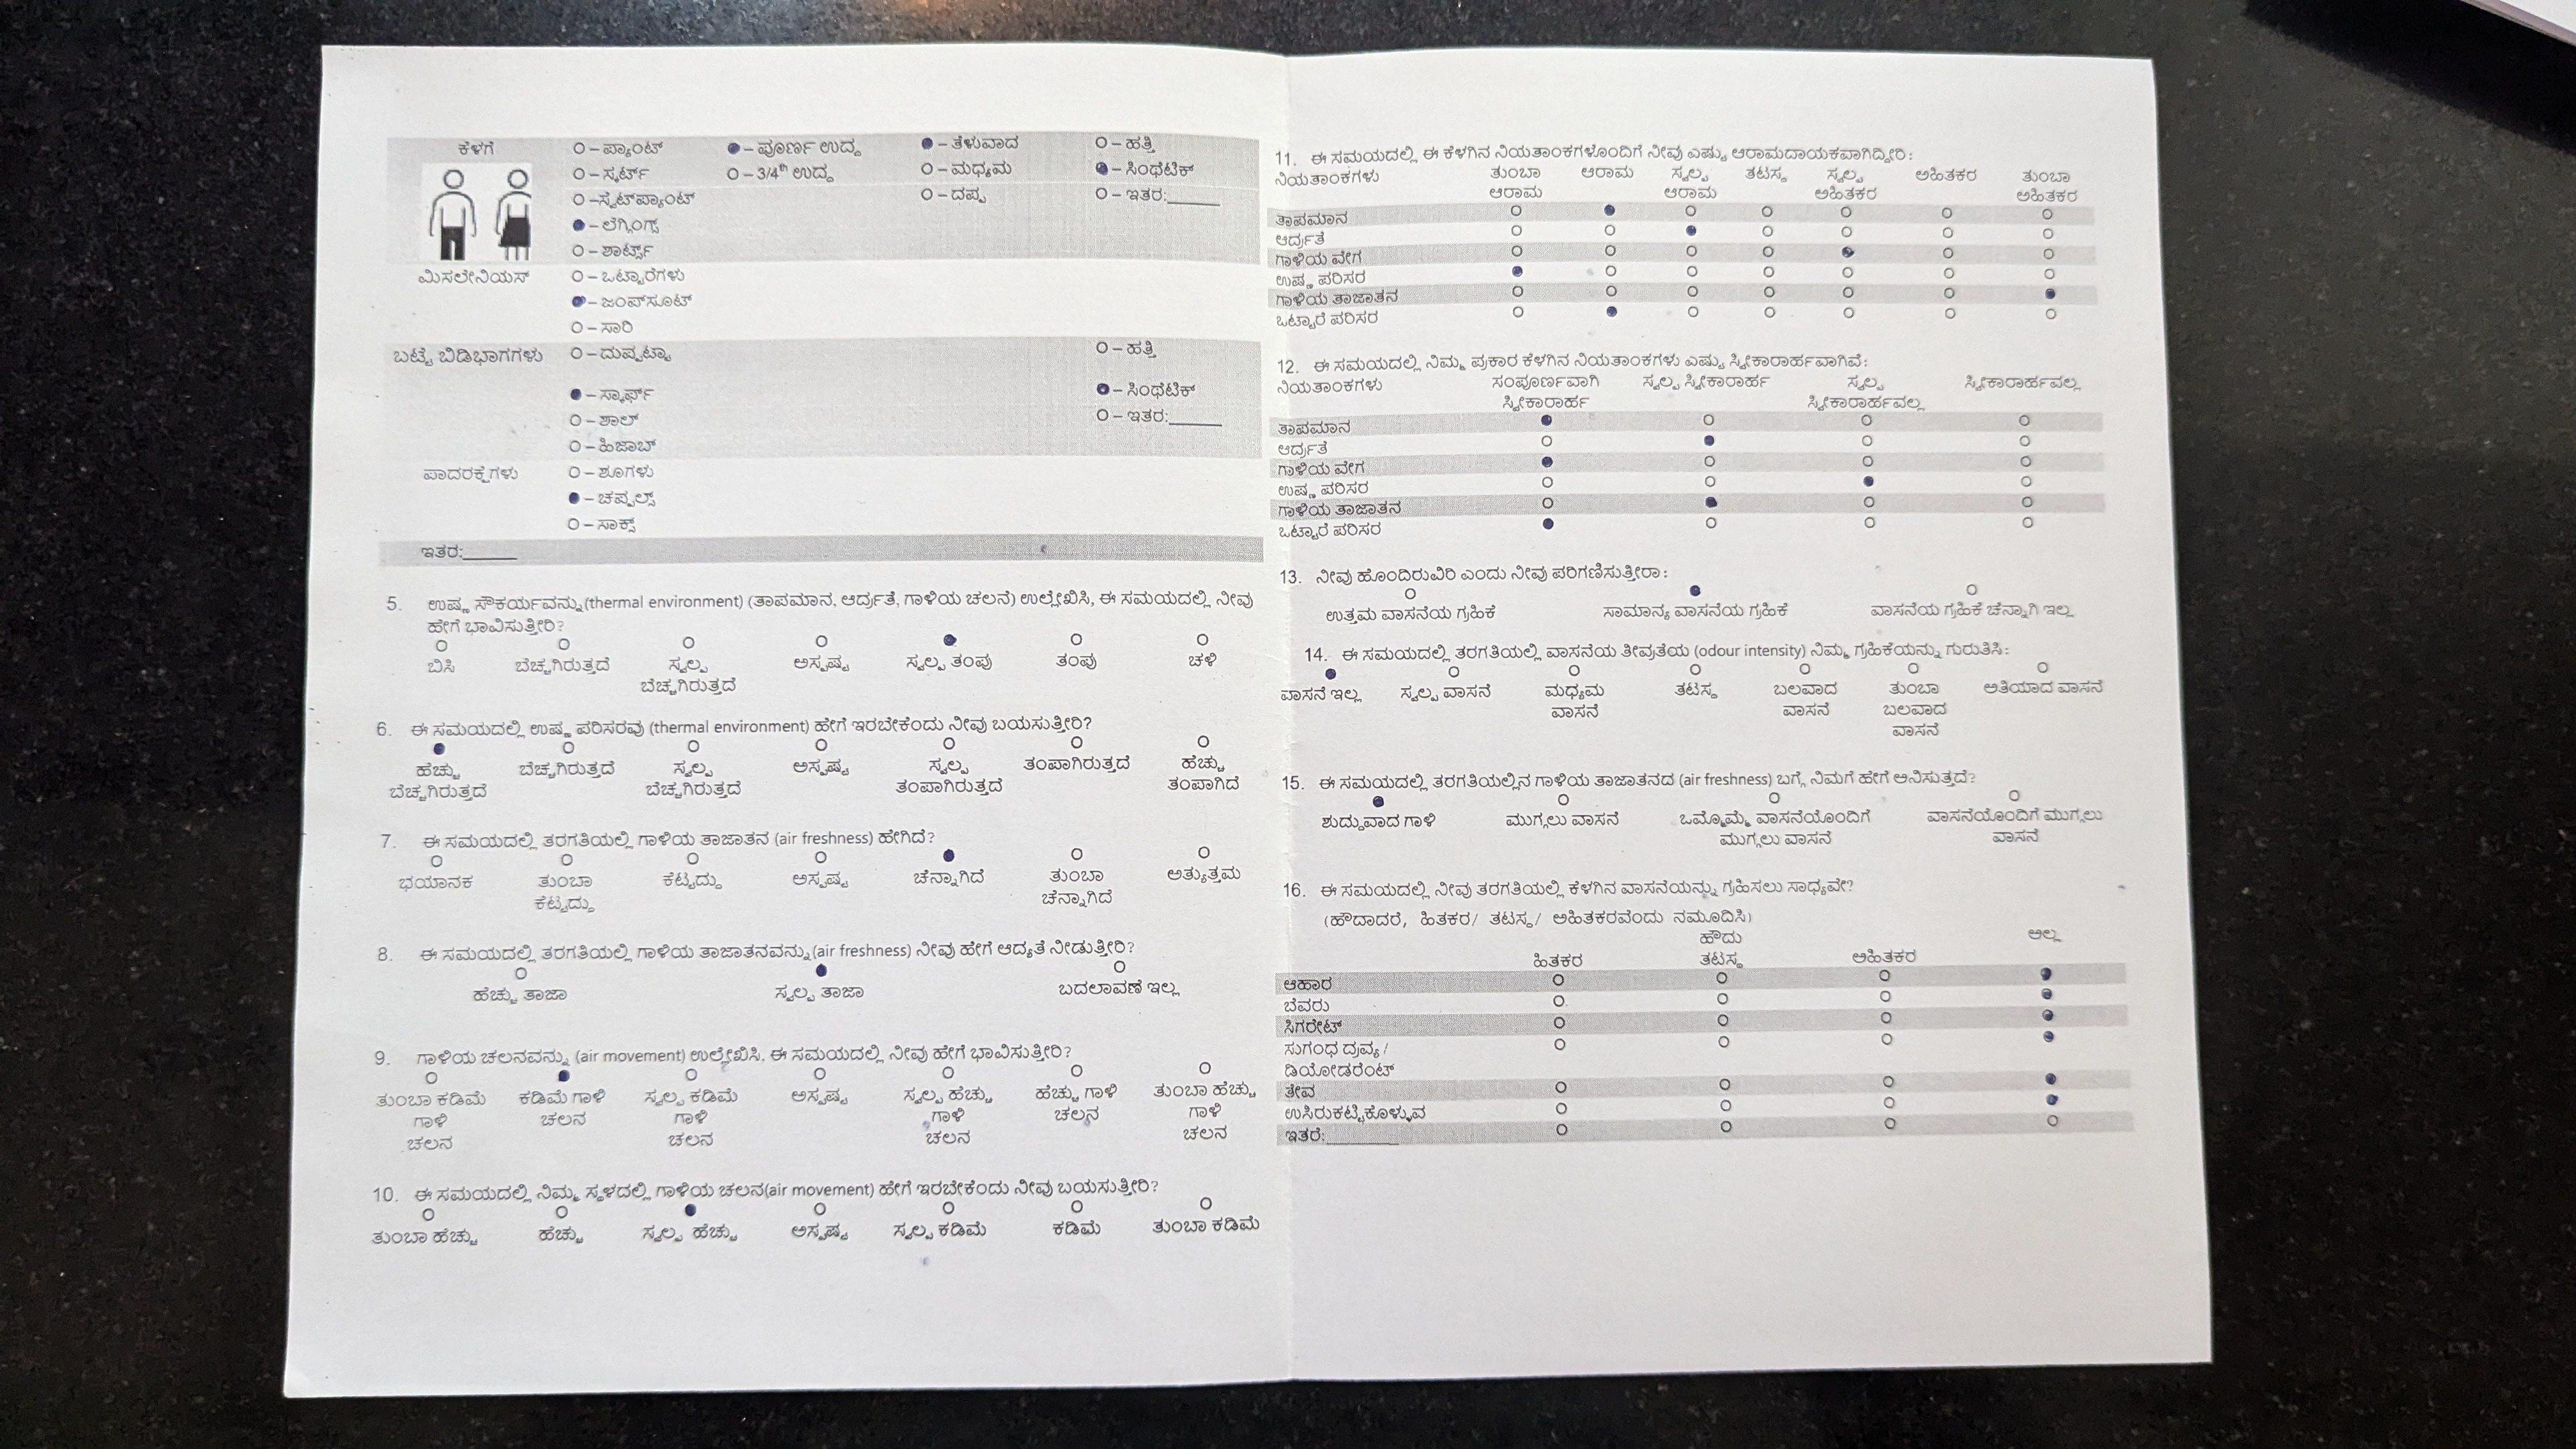 ಕೆಳಗೆ O – ಪ್ಯಾಂಟ್ ● – ಪೂರ್ಣ ಉದ್ದ ● – ತೆಳುವಾದ O – ಹತ್ತಿ
O – ಸ್ಕರ್ಟ್ O – 3/4th ಉದ್ದ O – ಮಧ್ಯಮ ● – ಸಿಂಥೆಟಿಕ್
O –ಸ್ವೆಟ್‌ಪ್ಯಾಂಟ್ O – ದಪ್ಪ O – ಇತರ:______
● – ಲೆಗ್ಗಿಂಗ್ಸ್
O – ಶಾರ್ಟ್ಸ್
ಮಿಸಲೇನಿಯಸ್ O – ಒಟ್ಟಾರೆಗಳು
● – ಜಂಪ್‌ಸೂಟ್
O – ಸಾರಿ
ಬಟ್ಟೆ ಬಿಡಿಭಾಗಗಳು O – ದುಪ್ಪಟ್ಟಾ O – ಹತ್ತಿ
● – ಸ್ಕಾರ್ಫ್ ● – ಸಿಂಥೆಟಿಕ್
O – ಶಾಲ್ O – ಇತರ:______
O – ಹಿಜಾಬ್
ಪಾದರಕ್ಷೆಗಳು O – ಶೂಗಳು
● – ಚಪ್ಪಲ್ಸ್
O – ಸಾಕ್ಸ್
ಇತರ:______
5. ಉಷ್ಣ ಸೌಕರ್ಯವನ್ನು (thermal environment) (ತಾಪಮಾನ, ಆರ್ದ್ರತೆ, ಗಾಳಿಯ ಚಲನೆ) ಉಲ್ಲೇಖಿಸಿ, ಈ ಸಮಯದಲ್ಲಿ ನೀವು
ಹೇಗೆ ಭಾವಿಸುತ್ತೀರಿ?
O O O O ● O O
ಬಿಸಿ ಬೆಚ್ಚಗಿರುತ್ತದೆ ಸ್ವಲ್ಪ ಅಸ್ಪಷ್ಟ ಸ್ವಲ್ಪ ತಂಪು ತಂಪು ಚಳಿ
ಬೆಚ್ಚಗಿರುತ್ತದೆ
6. ಈ ಸಮಯದಲ್ಲಿ ಉಷ್ಣ ಪರಿಸರವು (thermal environment) ಹೇಗೆ ಇರಬೇಕೆಂದು ನೀವು ಬಯಸುತ್ತೀರಿ?
● O O O O O O
ಹೆಚ್ಚು ಬೆಚ್ಚಗಿರುತ್ತದೆ ಸ್ವಲ್ಪ ಅಸ್ಪಷ್ಟ ಸ್ವಲ್ಪ ತಂಪಾಗಿರುತ್ತದೆ ಹೆಚ್ಚು
ಬೆಚ್ಚಗಿರುತ್ತದೆ ಬೆಚ್ಚಗಿರುತ್ತದೆ ತಂಪಾಗಿರುತ್ತದೆ ತಂಪಾಗಿದೆ
7. ಈ ಸಮಯದಲ್ಲಿ ತರಗತಿಯಲ್ಲಿ ಗಾಳಿಯ ತಾಜಾತನ (air freshness) ಹೇಗಿದೆ?
O O O O ● O O
ಭಯಾನಕ ತುಂಬಾ ಕೆಟ್ಟದ್ದು ಅಸ್ಪಷ್ಟ ಚೆನ್ನಾಗಿದೆ ತುಂಬಾ ಅತ್ಯುತ್ತಮ
ಕೆಟ್ಟದ್ದು ಚೆನ್ನಾಗಿದೆ
8. ಈ ಸಮಯದಲ್ಲಿ ತರಗತಿಯಲ್ಲಿ ಗಾಳಿಯ ತಾಜಾತನವನ್ನು (air freshness) ನೀವು ಹೇಗೆ ಆದ್ಯತೆ ನೀಡುತ್ತೀರಿ?
O ● O
ಹೆಚ್ಚು ತಾಜಾ ಸ್ವಲ್ಪ ತಾಜಾ ಬದಲಾವಣೆ ಇಲ್ಲ
9. ಗಾಳಿಯ ಚಲನವನ್ನು (air movement) ಉಲ್ಲೇಖಿಸಿ, ಈ ಸಮಯದಲ್ಲಿ ನೀವು ಹೇಗೆ ಭಾವಿಸುತ್ತೀರಿ?
O ● O O O O O
ತುಂಬಾ ಕಡಿಮೆ ಕಡಿಮೆ ಗಾಳಿ ಸ್ವಲ್ಪ ಕಡಿಮೆ ಅಸ್ಪಷ್ಟ ಸ್ವಲ್ಪ ಹೆಚ್ಚು ಹೆಚ್ಚು ಗಾಳಿ ತುಂಬಾ ಹೆಚ್ಚು
ಗಾಳಿ ಚಲನ ಗಾಳಿ ಗಾಳಿ ಚಲನ ಗಾಳಿ
ಚಲನ ಚಲನ ಚಲನ ಚಲನ
10. ಈ ಸಮಯದಲ್ಲಿ ನಿಮ್ಮ ಸ್ಥಳದಲ್ಲಿ ಗಾಳಿಯ ಚಲನ(air movement) ಹೇಗೆ ಇರಬೇಕೆಂದು ನೀವು ಬಯಸುತ್ತೀರಿ?
O O ● O O O O
ತುಂಬಾ ಹೆಚ್ಚು ಹೆಚ್ಚು ಸ್ವಲ್ಪ ಹೆಚ್ಚು ಅಸ್ಪಷ್ಟ ಸ್ವಲ್ಪ ಕಡಿಮೆ ಕಡಿಮೆ ತುಂಬಾ ಕಡಿಮೆ
11. ಈ ಸಮಯದಲ್ಲಿ ಈ ಕೆಳಗಿನ ನಿಯತಾಂಕಗಳೊಂದಿಗೆ ನೀವು ಎಷ್ಟು ಆರಾಮದಾಯಕವಾಗಿದ್ದೀರಿ:
ನಿಯತಾಂಕಗಳು ತುಂಬಾ ಆರಾಮ ಸ್ವಲ್ಪ ತಟಸ್ಥ ಸ್ವಲ್ಪ ಅಹಿತಕರ ತುಂಬಾ
ಆರಾಮ ಆರಾಮ ಅಹಿತಕರ ಅಹಿತಕರ
ತಾಪಮಾನ O ● O O O O O
ಆರ್ದ್ರತೆ O O ● O O O O
ಗಾಳಿಯ ವೇಗ O O O O ● O O
ಉಷ್ಣ ಪರಿಸರ ● O O O O O O
ಗಾಳಿಯ ತಾಜಾತನ O O O O O O ●
ಒಟ್ಟಾರೆ ಪರಿಸರ O ● O O O O O
12. ಈ ಸಮಯದಲ್ಲಿ ನಿಮ್ಮ ಪ್ರಕಾರ ಕೆಳಗಿನ ನಿಯತಾಂಕಗಳು ಎಷ್ಟು ಸ್ವೀಕಾರಾರ್ಹವಾಗಿವೆ:
ನಿಯತಾಂಕಗಳು ಸಂಪೂರ್ಣವಾಗಿ ಸ್ವಲ್ಪ ಸ್ವೀಕಾರಾರ್ಹ ಸ್ವಲ್ಪ ಸ್ವೀಕಾರಾರ್ಹವಲ್ಲ
ಸ್ವೀಕಾರಾರ್ಹ ಸ್ವೀಕಾರಾರ್ಹವಲ್ಲ
ತಾಪಮಾನ ● O O O
ಆರ್ದ್ರತೆ O ● O O
ಗಾಳಿಯ ವೇಗ ● O O O
ಉಷ್ಣ ಪರಿಸರ O O ● O
ಗಾಳಿಯ ತಾಜಾತನ O ● O O
ಒಟ್ಟಾರೆ ಪರಿಸರ ● O O O
13. ನೀವು ಹೊಂದಿರುವಿರಿ ಎಂದು ನೀವು ಪರಿಗಣಿಸುತ್ತೀರಾ:
O ● O
ಉತ್ತಮ ವಾಸನೆಯ ಗ್ರಹಿಕೆ ಸಾಮಾನ್ಯ ವಾಸನೆಯ ಗ್ರಹಿಕೆ ವಾಸನೆಯ ಗ್ರಹಿಕೆ ಚೆನ್ನಾಗಿ ಇಲ್ಲ
14. ಈ ಸಮಯದಲ್ಲಿ ತರಗತಿಯಲ್ಲಿ ವಾಸನೆಯ ತೀವ್ರತೆಯ (odour intensity) ನಿಮ್ಮ ಗ್ರಹಿಕೆಯನ್ನು ಗುರುತಿಸಿ:
● O O O O O O
ವಾಸನೆ ಇಲ್ಲ ಸ್ವಲ್ಪ ವಾಸನೆ ಮಧ್ಯಮ ತಟಸ್ಥ ಬಲವಾದ ತುಂಬಾ ಅತಿಯಾದ ವಾಸನೆ
ವಾಸನೆ ವಾಸನೆ ಬಲವಾದ
ವಾಸನೆ
15. ಈ ಸಮಯದಲ್ಲಿ ತರಗತಿಯಲ್ಲಿನ ಗಾಳಿಯ ತಾಜಾತನದ (air freshness) ಬಗ್ಗೆ ನಿಮಗೆ ಹೇಗೆ ಅನಿಸುತ್ತದೆ?
● O O O
ಶುದ್ಧವಾದ ಗಾಳಿ ಮುಗ್ಗಲು ವಾಸನೆ ಒಮ್ಮೊಮ್ಮೆ ವಾಸನೆಯೊಂದಿಗೆ ವಾಸನೆಯೊಂದಿಗೆ ಮುಗ್ಗಲು
ಮುಗ್ಗಲು ವಾಸನೆ ವಾಸನೆ
16. ಈ ಸಮಯದಲ್ಲಿ ನೀವು ತರಗತಿಯಲ್ಲಿ ಕೆಳಗಿನ ವಾಸನೆಯನ್ನು ಗ್ರಹಿಸಲು ಸಾಧ್ಯವೇ?
(ಹೌದಾದರೆ, ಹಿತಕರ/ ತಟಸ್ಥ/ ಅಹಿತಕರವೆಂದು ನಮೂದಿಸಿ)
ಹೌದು ಅಲ್ಲ
ಹಿತಕರ ತಟಸ್ಥ ಅಹಿತಕರ
ಆಹಾರ O O O ●
ಬೆವರು O O O ●
ಸಿಗರೇಟ್ O O O ●
ಸುಗಂಧ ದ್ರವ್ಯ / O O O ●
ಡಿಯೋಡರೆಂಟ್
ತೇವ O O O ●
ಉಸಿರುಕಟ್ಟಿಕೊಳ್ಳುವ O O O ●
ಇತರೆ:________ O O O O